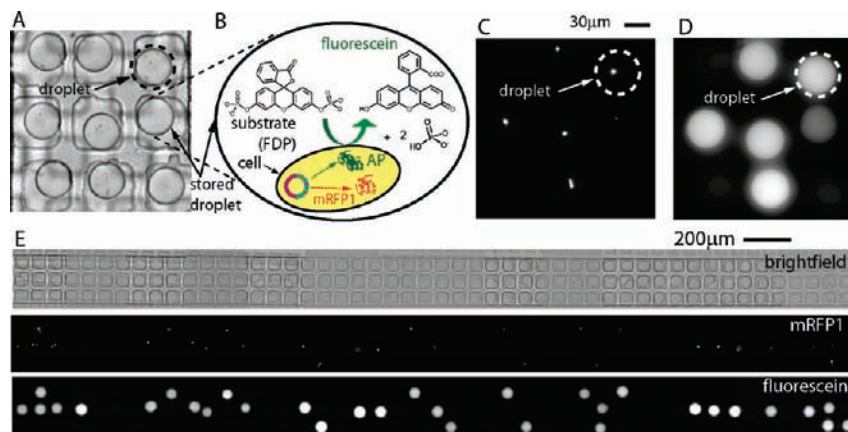 A
droplet
stored
droplet
B
fluorescein
substrate
(FDP)
+ 2
cell
AP
mRFP1
C
30μm
droplet
D
droplet
200μm
E
brightfield
mRFP1
fluorescein